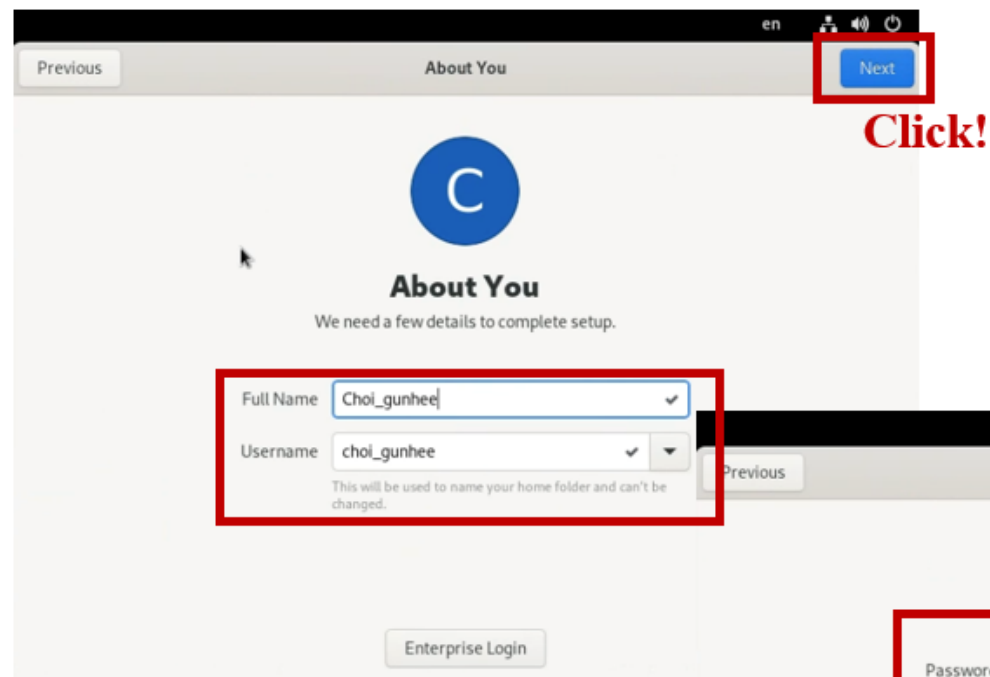 en
Previous
About You
Next
Click!
C
About You
We need a few details to complete setup.
Full Name Choi_gunhee
Username choi_gunhee
This will be used to name your home folder and can't be
changed.
Previous
Enterprise Login
Password